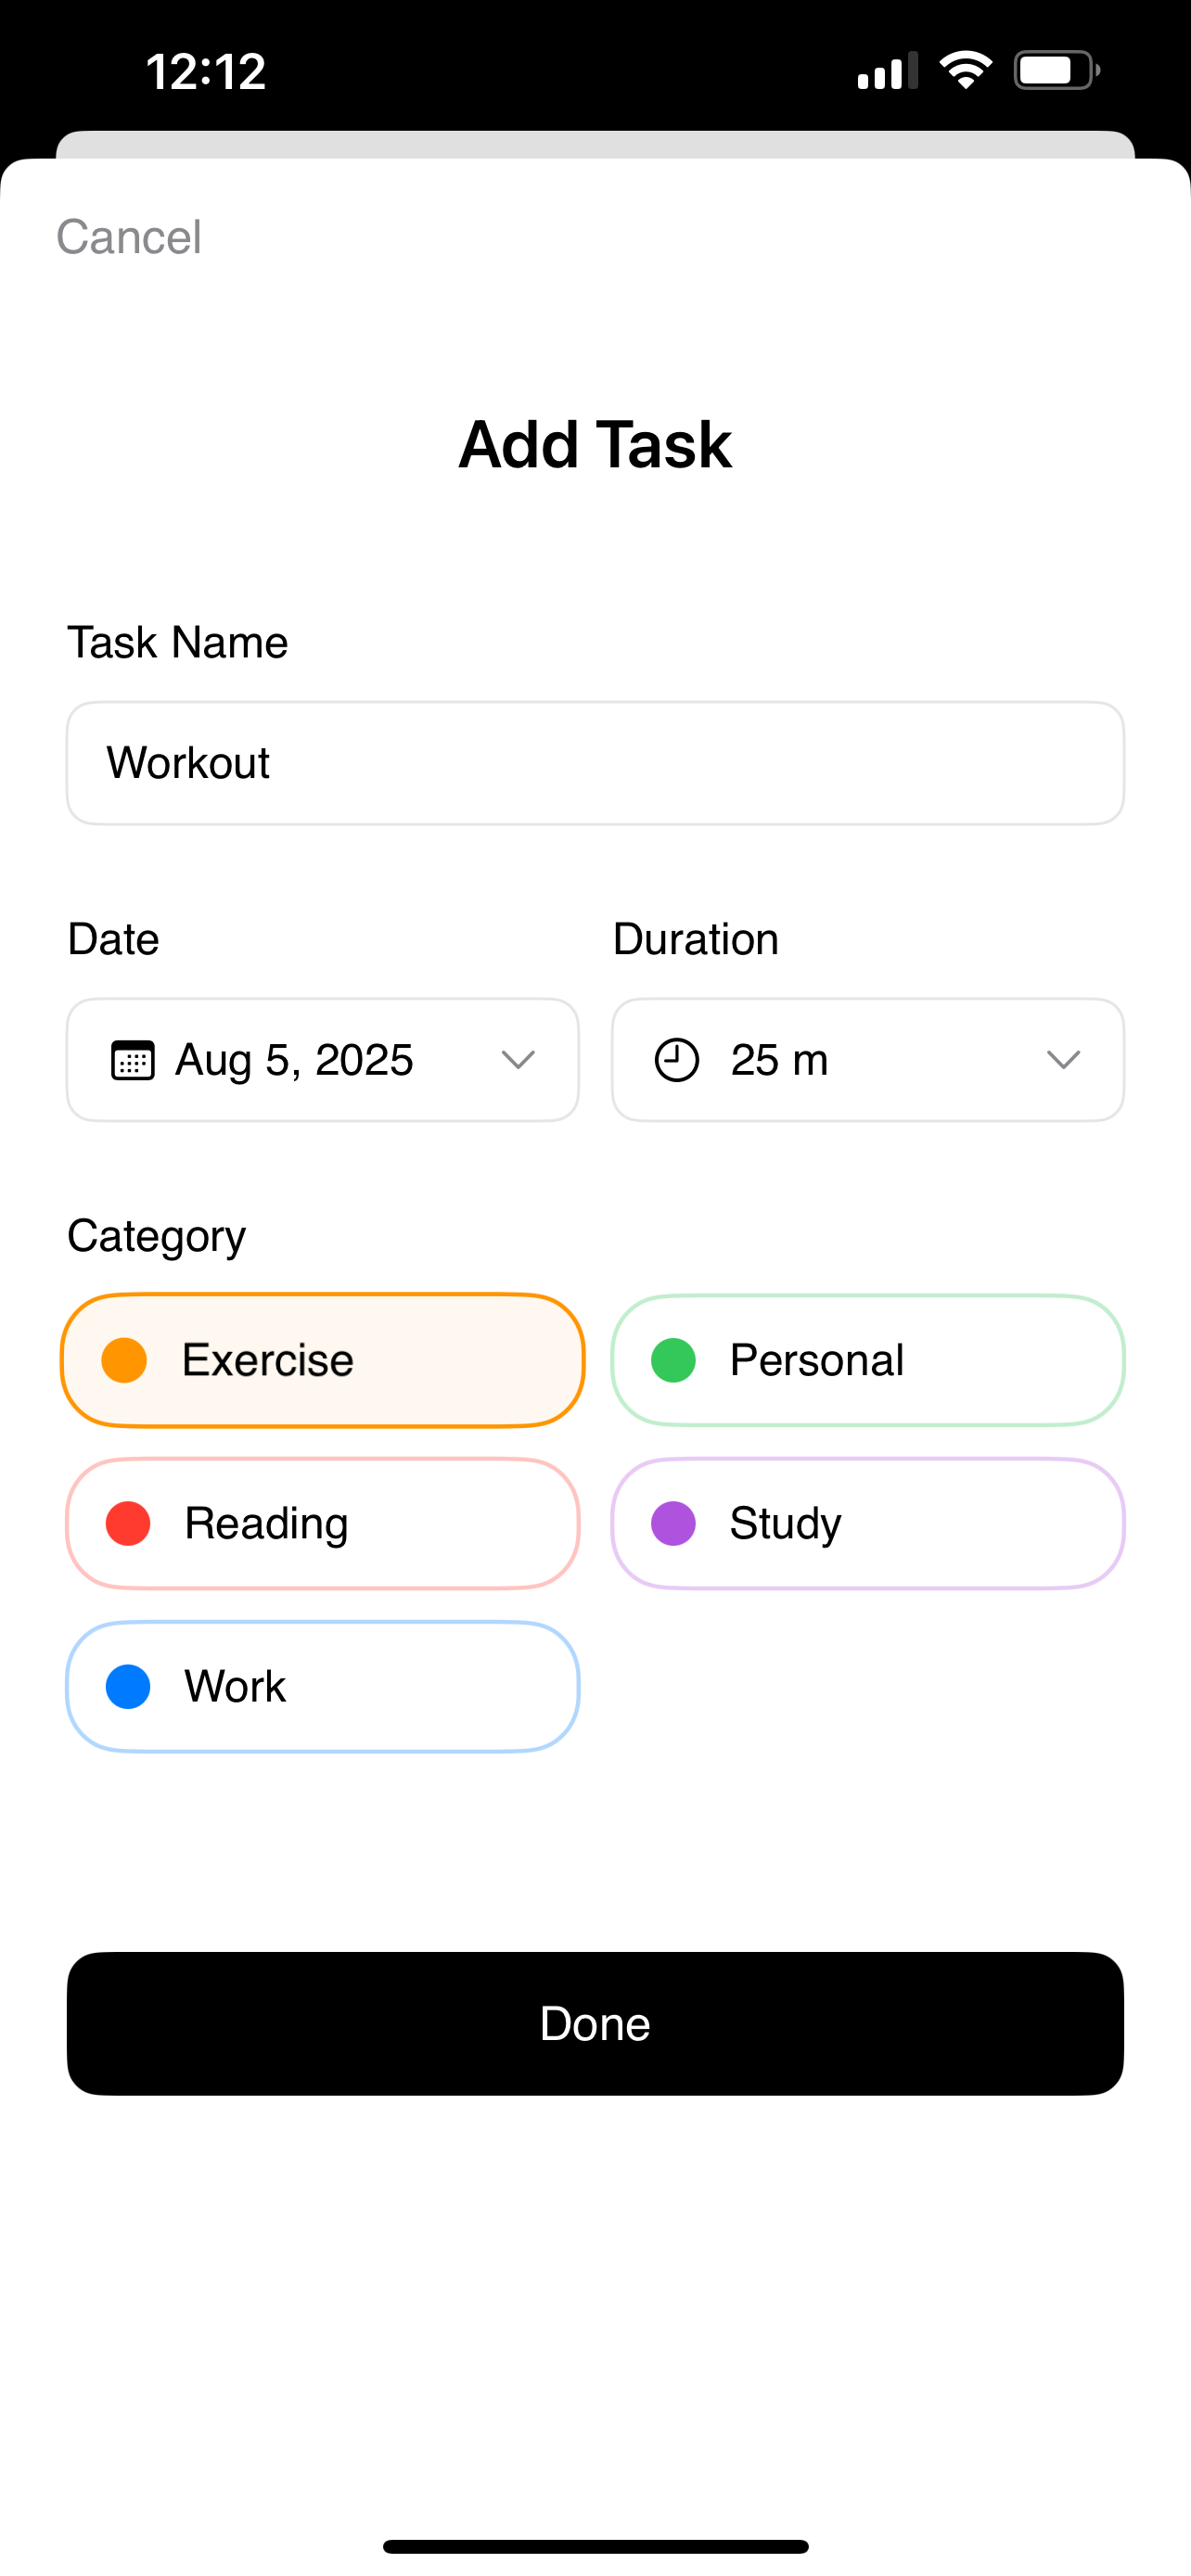 12:12
Cancel
Add Task
Task Name
Workout
Date Duration
Aug 5, 2025 25 m
Category
Exercise Personal
Reading Study
Work
Done